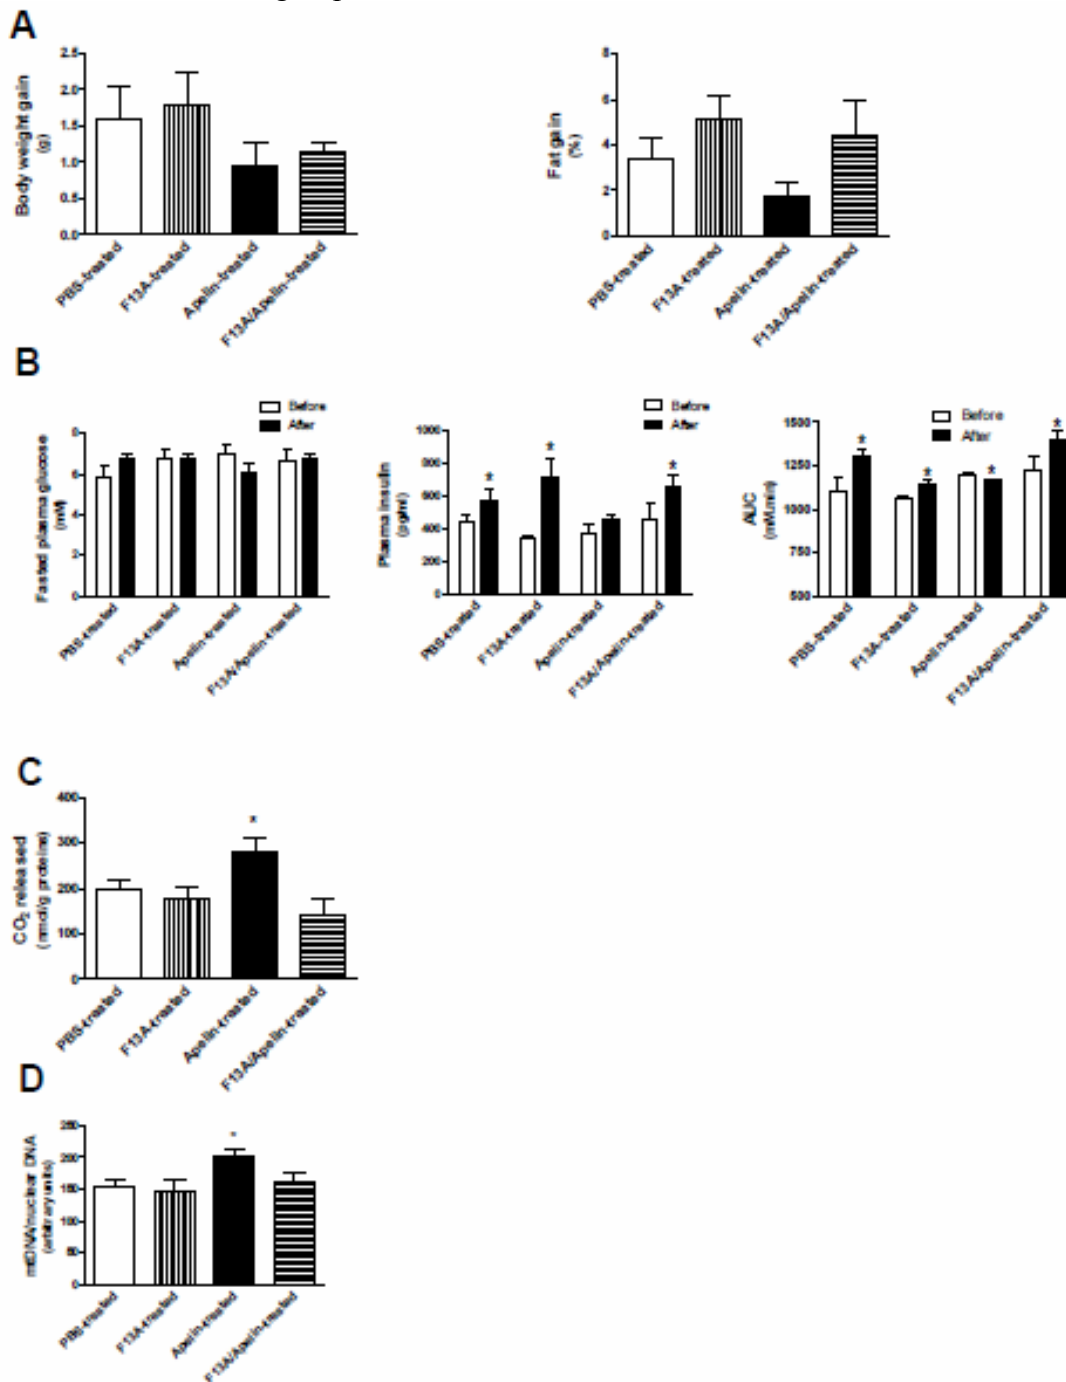 A
Body weight gain
(g)
2.5
2.0
1.5
1.0
0.5
0.0
PBS-treated
F13A-treated
Apelin-treated
F13A/Apelin-treated
Fat gain
(%)
8
6
4
2
0
PBS-treated
F13A-treated
Apelin-treated
F13A/Apelin-treated
B
Before
After
Fasted plasma glucose
(mM)
8
6
4
2
0
PBS-treated
F13A-treated
Apelin-treated
F13A/Apelin-treated
Before
After
Plasma insulin
(pg/ml)
1000
800
600
400
200
0
* * *
PBS-treated
F13A-treated
Apelin-treated
F13A/Apelin-treated
Before
After
AUC
(mM.min)
1500
1250
1000
750
500
* * * *
PBS-treated
F13A-treated
Apelin-treated
F13A/Apelin-treated
C
CO₂ released
(nmol/g proteins)
400
300
200
100
0
*
PBS-treated
F13A-treated
Apelin-treated
F13A/Apelin-treated
D
mtDNA/nuclear DNA
(arbitrary units)
250
200
150
100
50
0
*
PBS-treated
F13A-treated
Apelin-treated
F13A/Apelin-treated